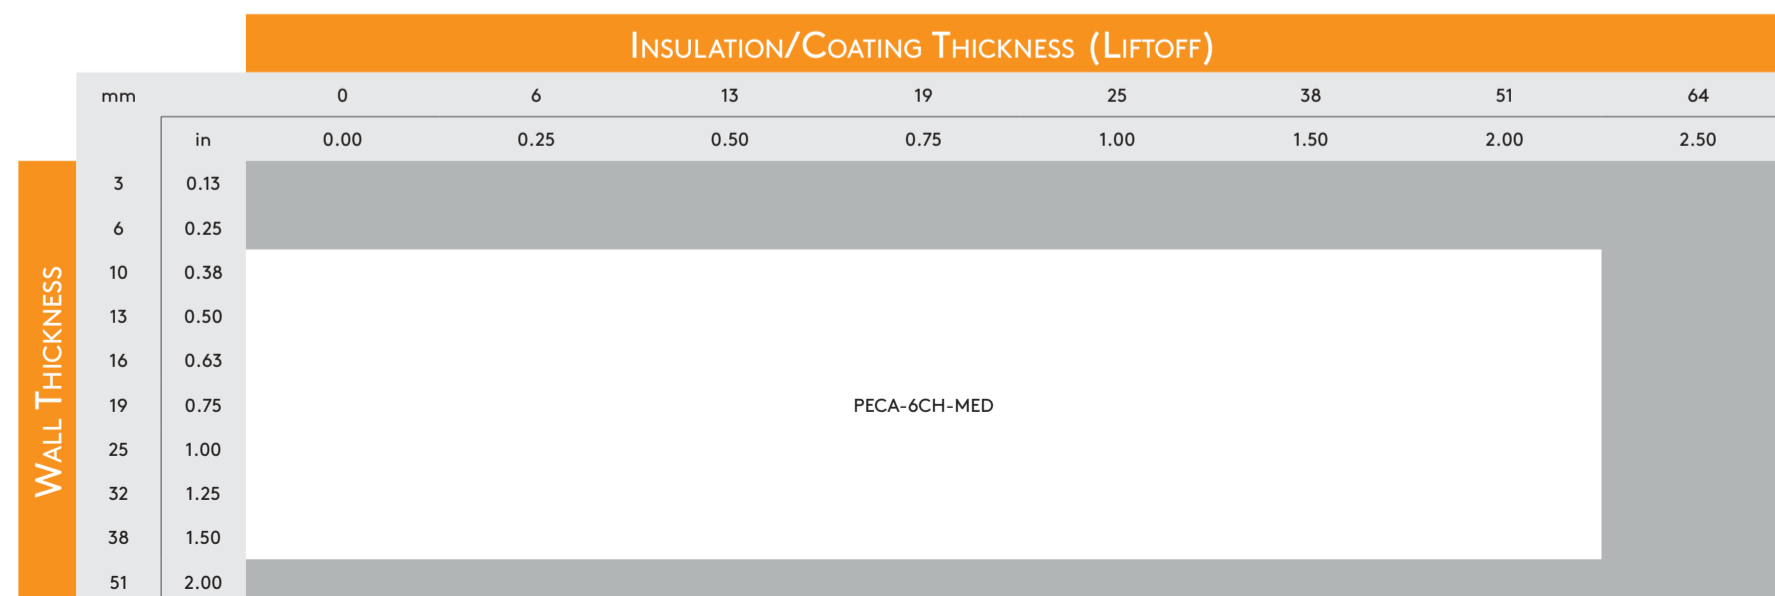 Insulation/Coating Thickness (Liftoff)
mm 0 6 13 19 25 38 51 64
in 0.00 0.25 0.50 0.75 1.00 1.50 2.00 2.50
Wall Thickness
3 0.13
6 0.25
10 0.38
13 0.50
16 0.63
19 0.75 PECA-6CH-MED
25 1.00
32 1.25
38 1.50
51 2.00